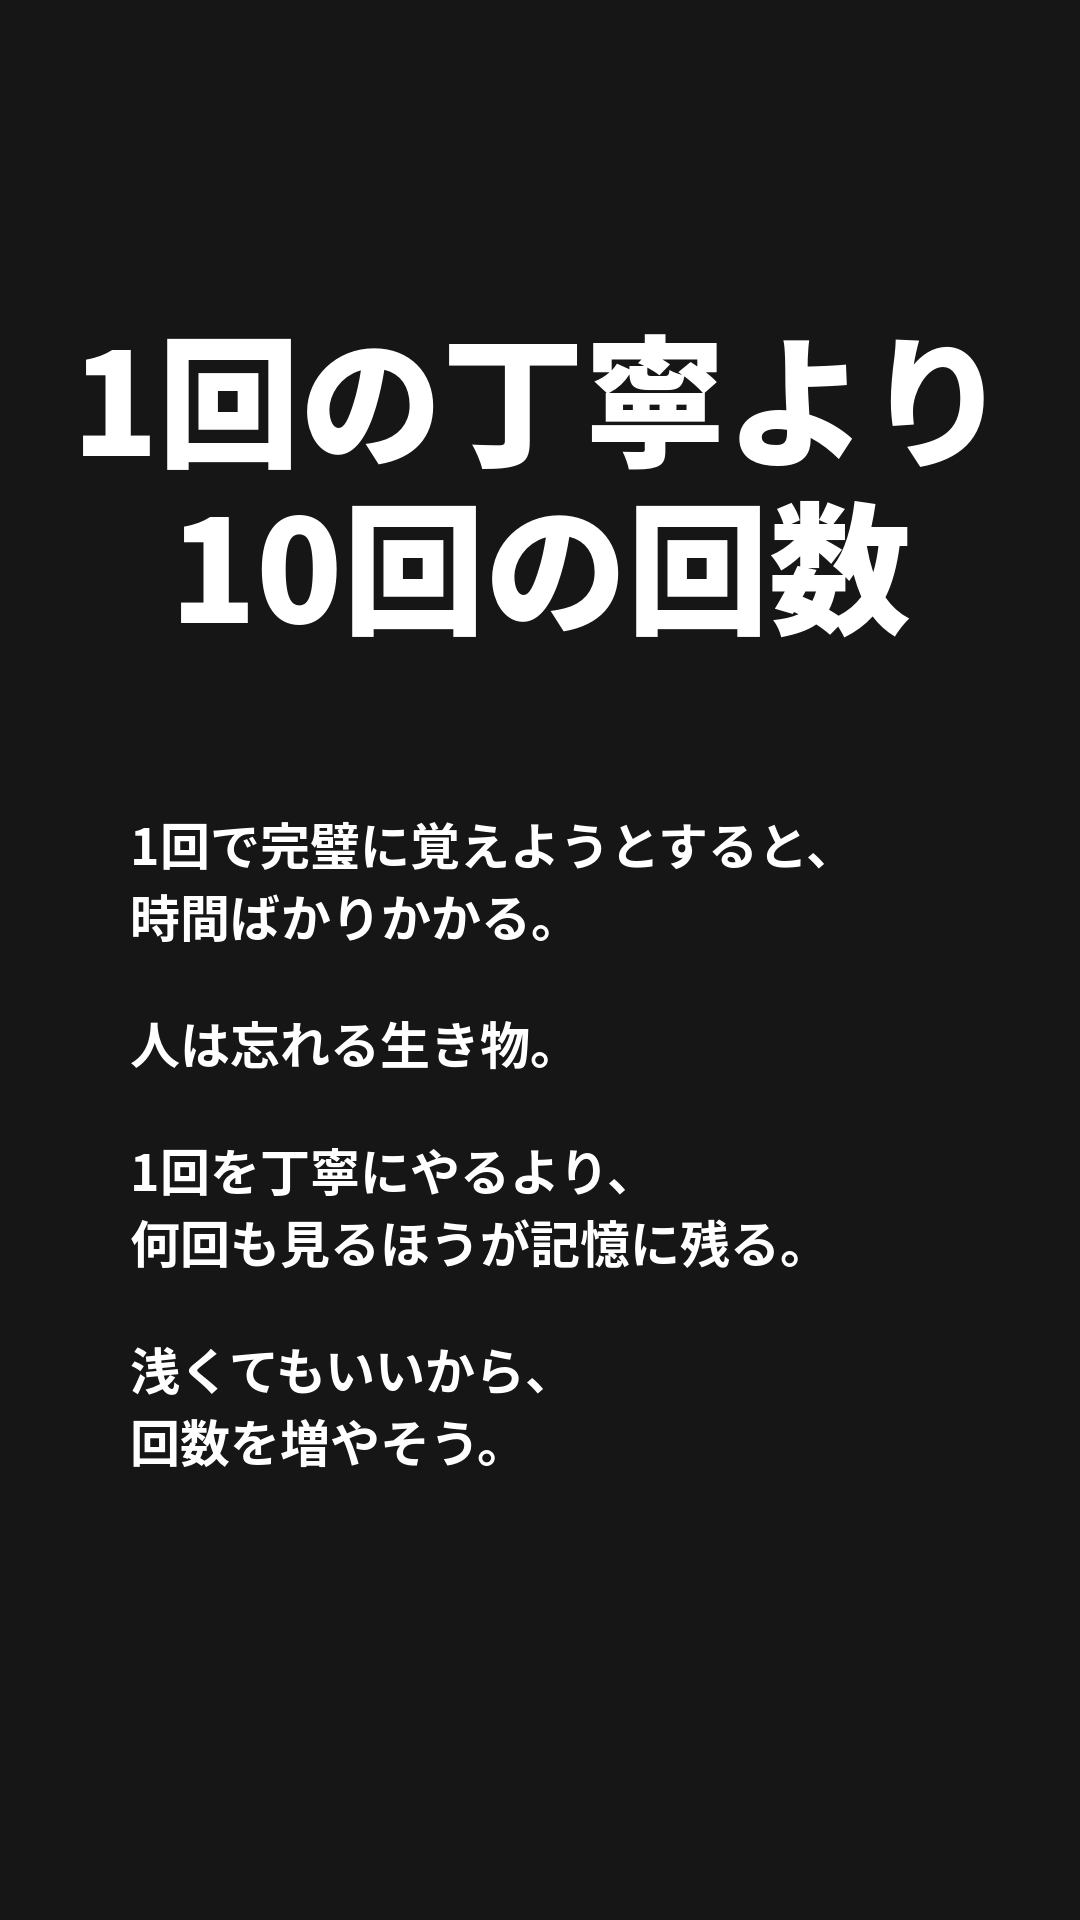 1回の丁寧より
10回の回数
1回で完璧に覚えようとすると、
時間ばかりかかる。
人は忘れる生き物。
1回を丁寧にやるより、
何回も見るほうが記憶に残る。
浅くてもいいから、
回数を増やそう。